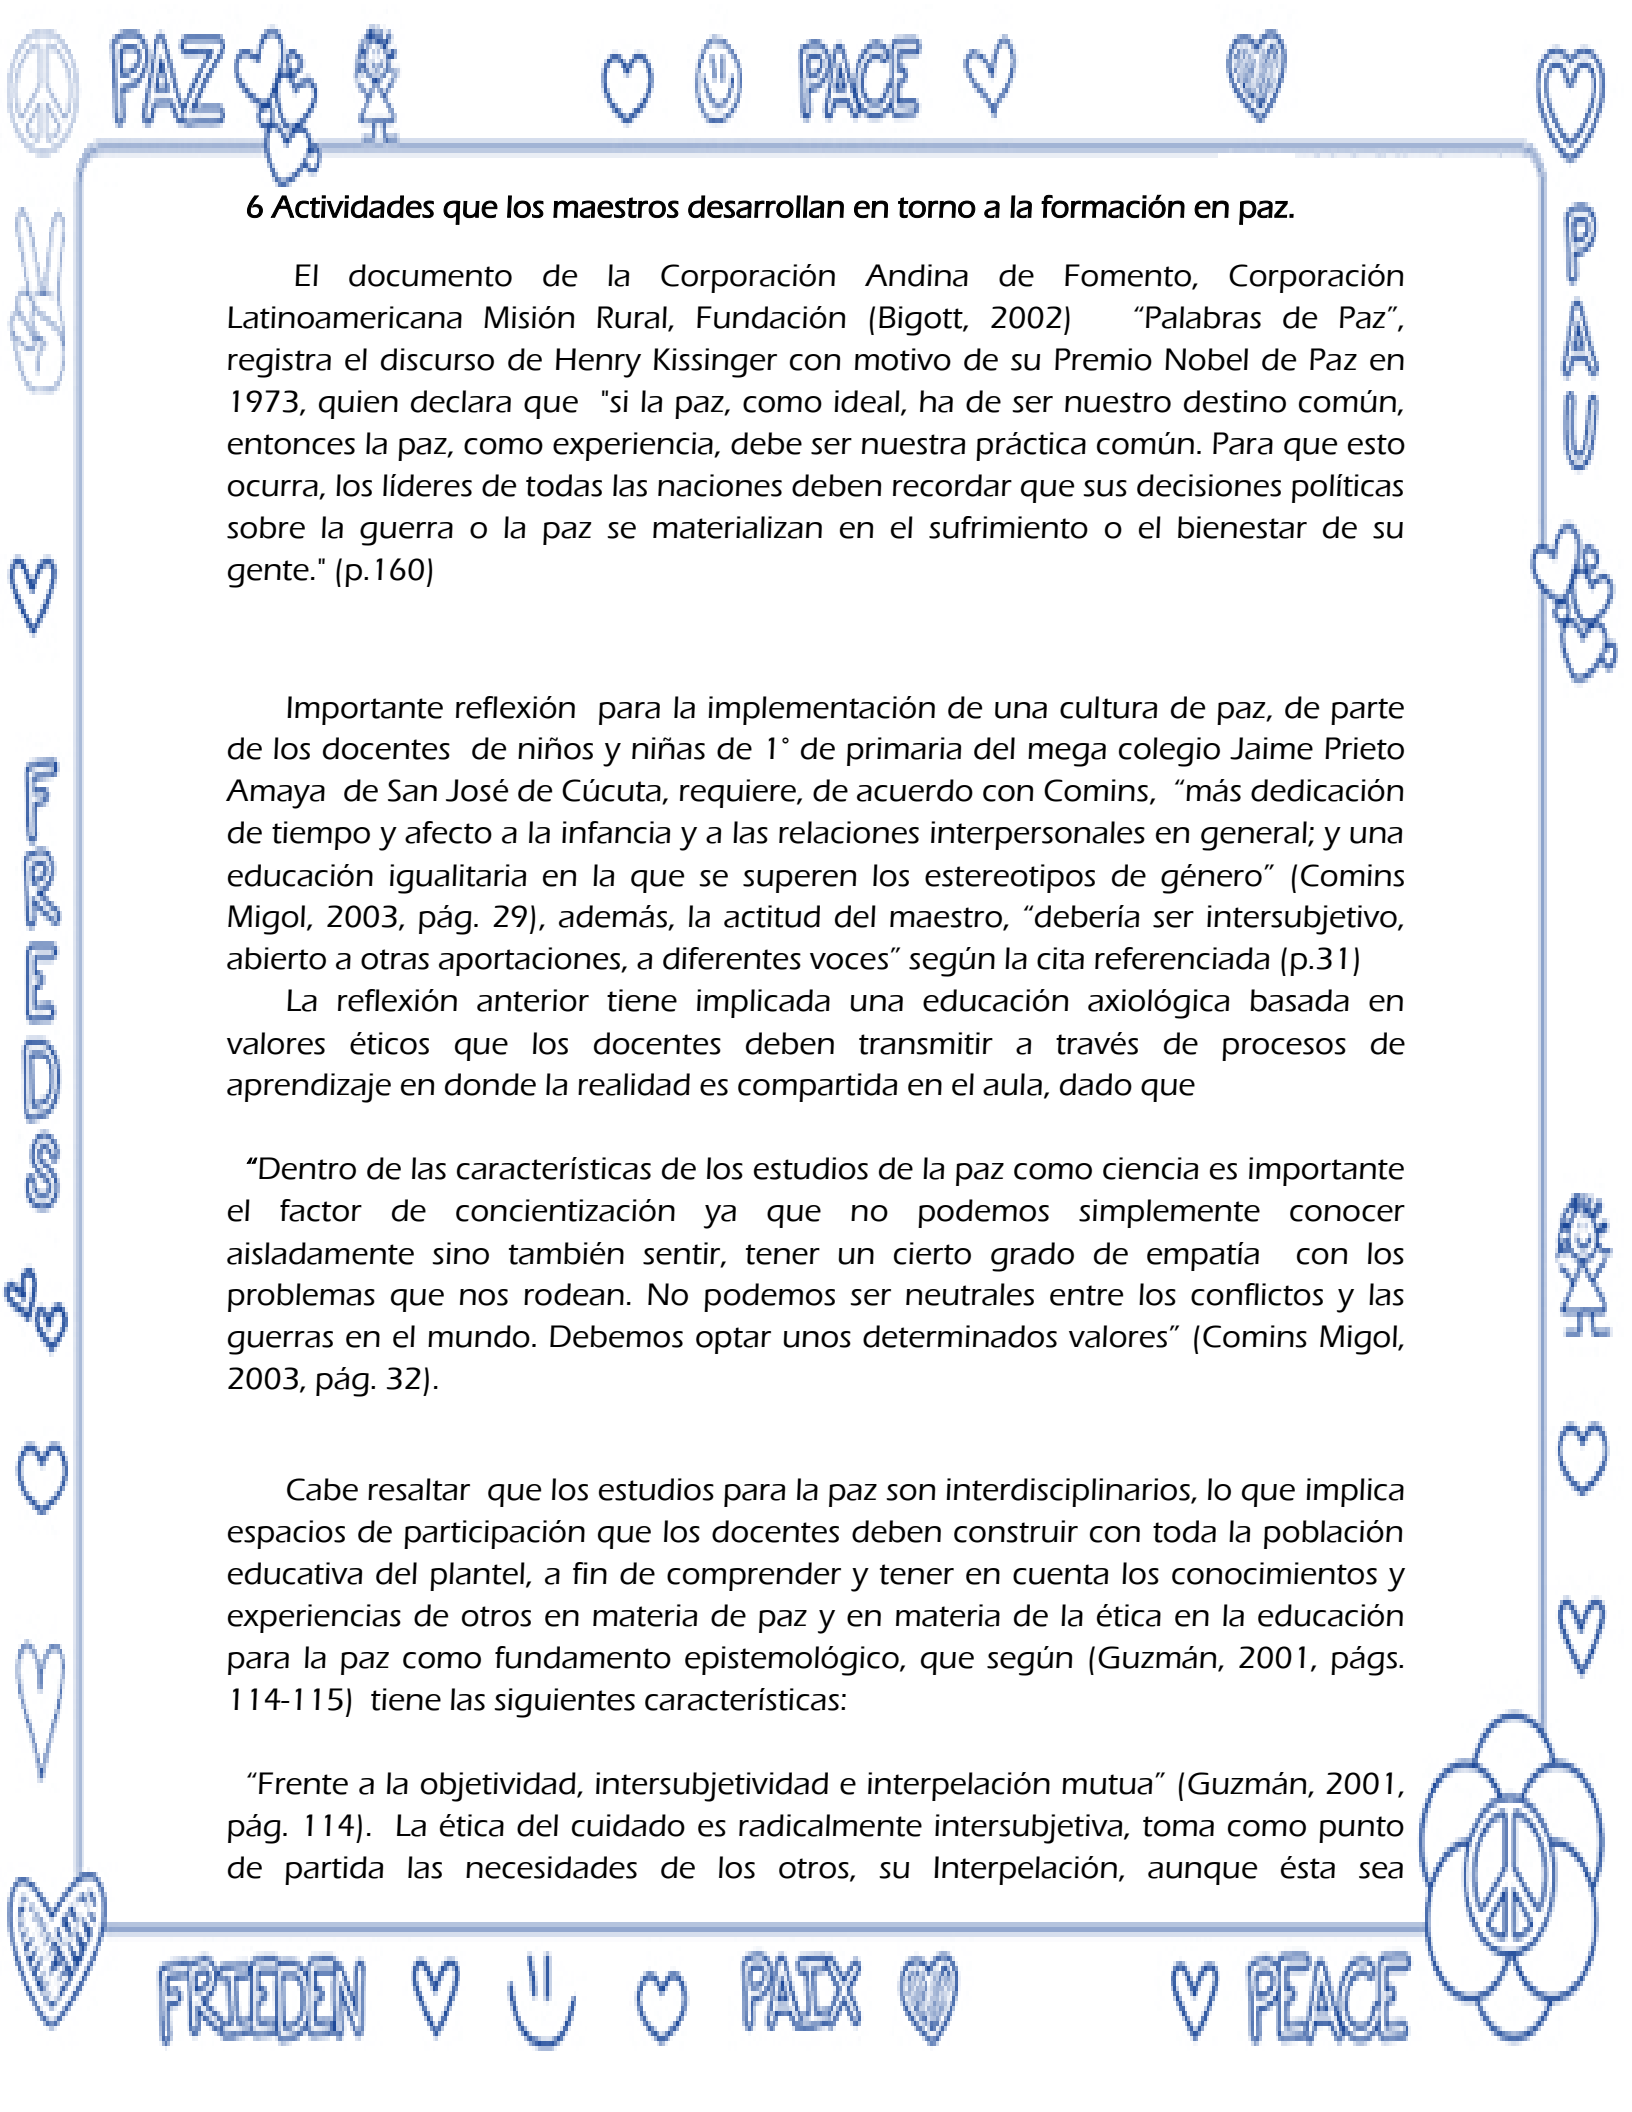 PAZ
PACE
PAU
FREDS
6 Actividades que los maestros desarrollan en torno a la formación en paz.
El documento de la Corporación Andina de Fomento, Corporación
Latinoamericana Misión Rural, Fundación (Bigott, 2002) “Palabras de Paz”,
registra el discurso de Henry Kissinger con motivo de su Premio Nobel de Paz en
1973, quien declara que "si la paz, como ideal, ha de ser nuestro destino común,
entonces la paz, como experiencia, debe ser nuestra práctica común. Para que esto
ocurra, los líderes de todas las naciones deben recordar que sus decisiones políticas
sobre la guerra o la paz se materializan en el sufrimiento o el bienestar de su
gente." (p.160)
Importante reflexión para la implementación de una cultura de paz, de parte
de los docentes de niños y niñas de 1° de primaria del mega colegio Jaime Prieto
Amaya de San José de Cúcuta, requiere, de acuerdo con Comins, “más dedicación
de tiempo y afecto a la infancia y a las relaciones interpersonales en general; y una
educación igualitaria en la que se superen los estereotipos de género” (Comins
Migol, 2003, pág. 29), además, la actitud del maestro, “debería ser intersubjetivo,
abierto a otras aportaciones, a diferentes voces” según la cita referenciada (p.31)
La reflexión anterior tiene implicada una educación axiológica basada en
valores éticos que los docentes deben transmitir a través de procesos de
aprendizaje en donde la realidad es compartida en el aula, dado que
“Dentro de las características de los estudios de la paz como ciencia es importante
el factor de concientización ya que no podemos simplemente conocer
aisladamente sino también sentir, tener un cierto grado de empatía con los
problemas que nos rodean. No podemos ser neutrales entre los conflictos y las
guerras en el mundo. Debemos optar unos determinados valores” (Comins Migol,
2003, pág. 32).
Cabe resaltar que los estudios para la paz son interdisciplinarios, lo que implica
espacios de participación que los docentes deben construir con toda la población
educativa del plantel, a fin de comprender y tener en cuenta los conocimientos y
experiencias de otros en materia de paz y en materia de la ética en la educación
para la paz como fundamento epistemológico, que según (Guzmán, 2001, págs.
114-115) tiene las siguientes características:
“Frente a la objetividad, intersubjetividad e interpelación mutua” (Guzmán, 2001,
pág. 114). La ética del cuidado es radicalmente intersubjetiva, toma como punto
de partida las necesidades de los otros, su Interpelación, aunque ésta sea
FRIEDEN
PAIX
PEACE